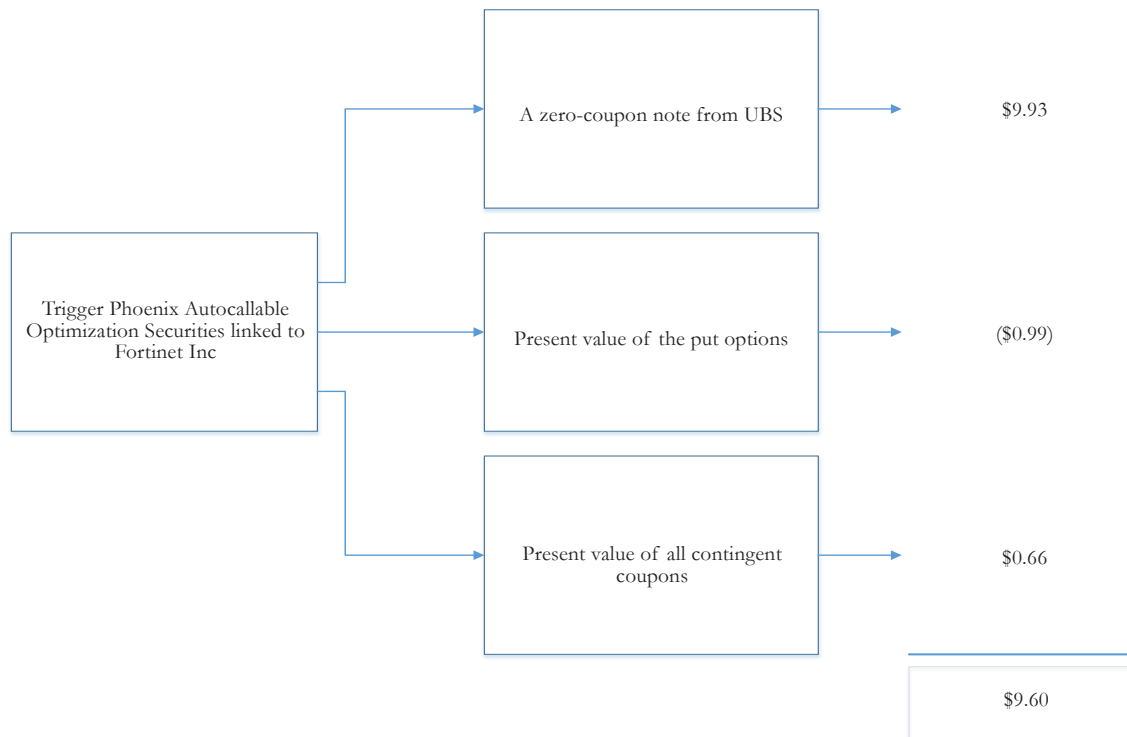 A zero-coupon note from UBS
$9.93
Trigger Phoenix Autocallable
Optimization Securities linked to
Fortinet Inc
Present value of the put options
($0.99)
Present value of all contingent
coupons
$0.66
$9.60